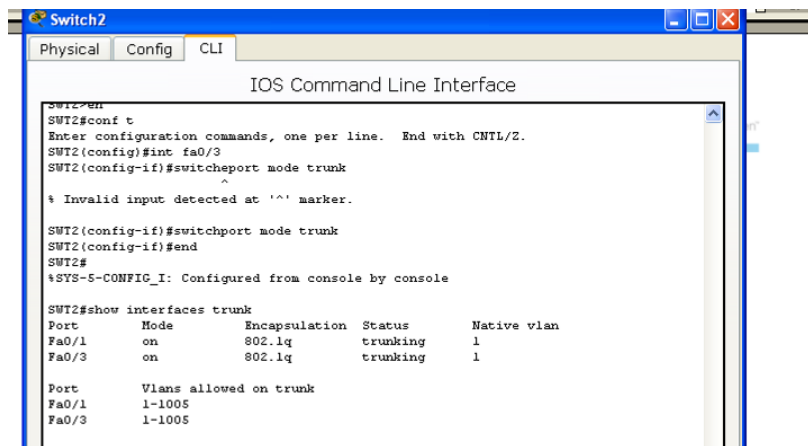 Switch2
Physical Config CLI
IOS Command Line Interface
SWT2>en
SWT2#conf t
Enter configuration commands, one per line.  End with CNTL/Z.
SWT2(config)#int fa0/3
SWT2(config-if)#switcheport mode trunk
^
% Invalid input detected at '^' marker.
SWT2(config-if)#switchport mode trunk
SWT2(config-if)#end
SWT2#
%SYS-5-CONFIG_I: Configured from console by console
SWT2#show interfaces trunk
Port        Mode         Encapsulation  Status        Native vlan
Fa0/1       on           802.1q         trunking      1
Fa0/3       on           802.1q         trunking      1
Port        Vlans allowed on trunk
Fa0/1       1-1005
Fa0/3       1-1005